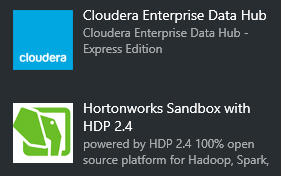 Cloudera Enterprise Data Hub
Cloudera Enterprise Data Hub -
Express Edition
cloudera
Hortonworks Sandbox with
HDP 2.4
powered by HDP 2.4 100% open
source platform for Hadoop, Spark,